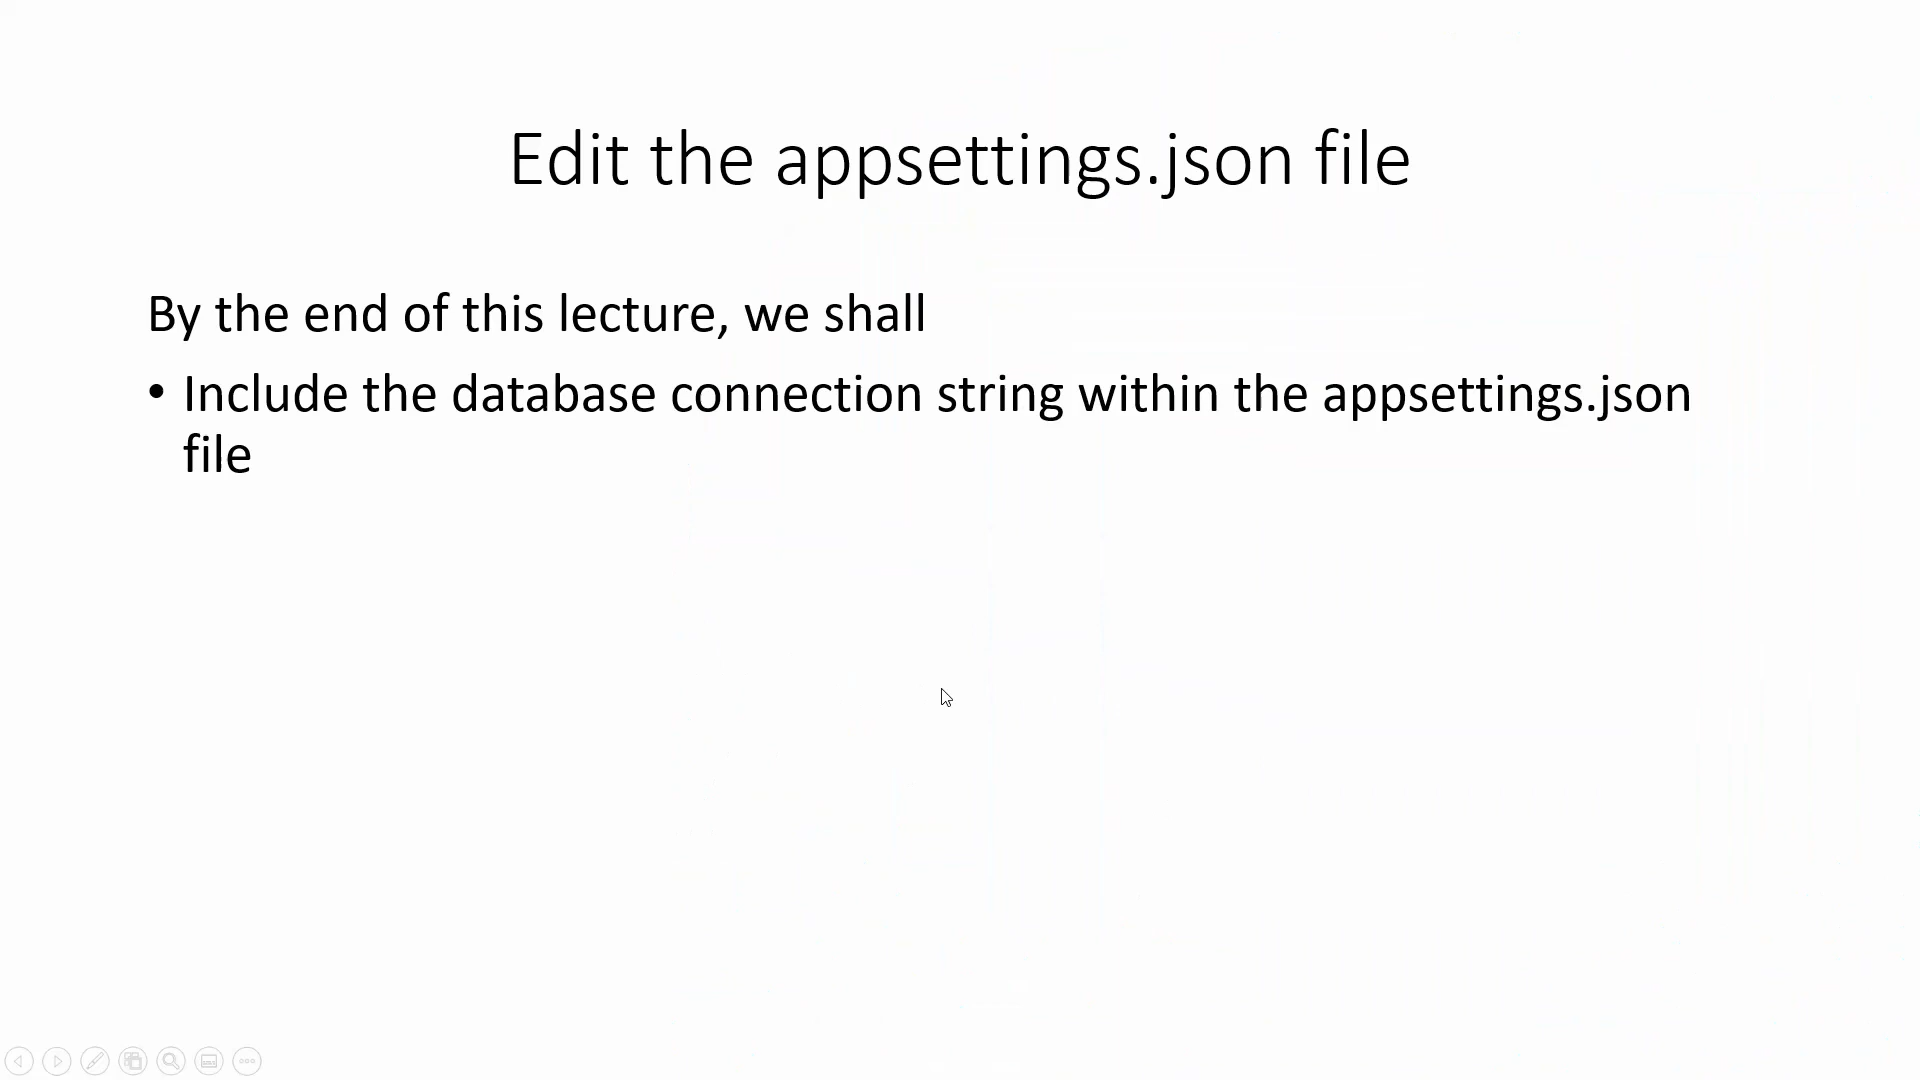 Edit the appsettings.json file
By the end of this lecture, we shall
• Include the database connection string within the appsettings.json
file